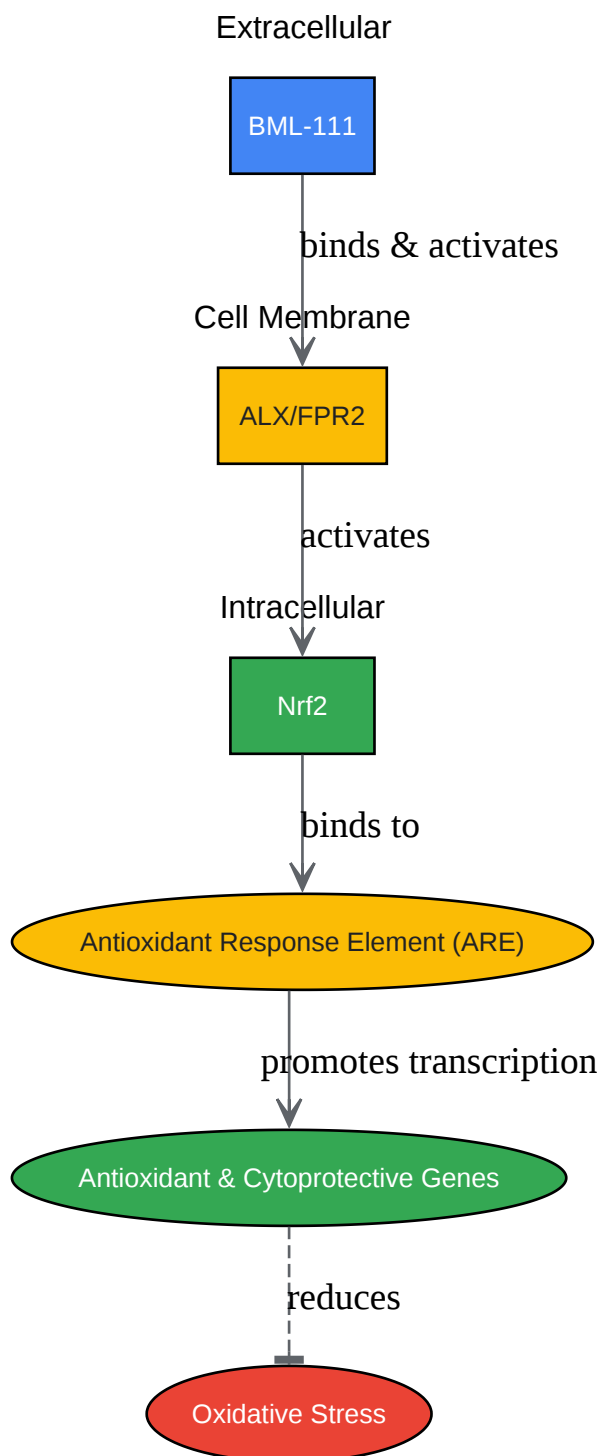 Extracellular
BML-111
binds & activates
Cell Membrane
ALX/FPR2
activates
Intracellular
Nrf2
binds to
Antioxidant Response Element (ARE)
promotes transcription
Antioxidant & Cytoprotective Genes
reduces
Oxidative Stress